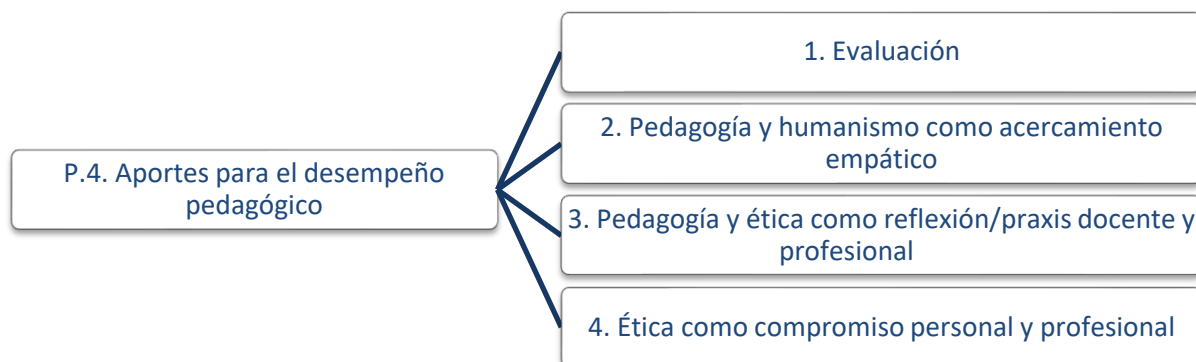 P.4. Aportes para el desempeño
pedagógico
1. Evaluación
2. Pedagogía y humanismo como acercamiento
empático
3. Pedagogía y ética como reflexión/praxis docente y
profesional
4. Ética como compromiso personal y profesional